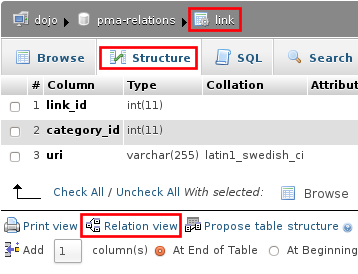 dojo pma-relations link
Browse Structure SQL Search
# Column Type Collation Attribu
1 link_id int(11)
2 category_id int(11)
3 uri varchar(255) latin1_swedish_ci
Check All / Uncheck All With selected: Browse
Print view Relation view Propose table structure
Add 1 column(s) At End of Table At Beginning